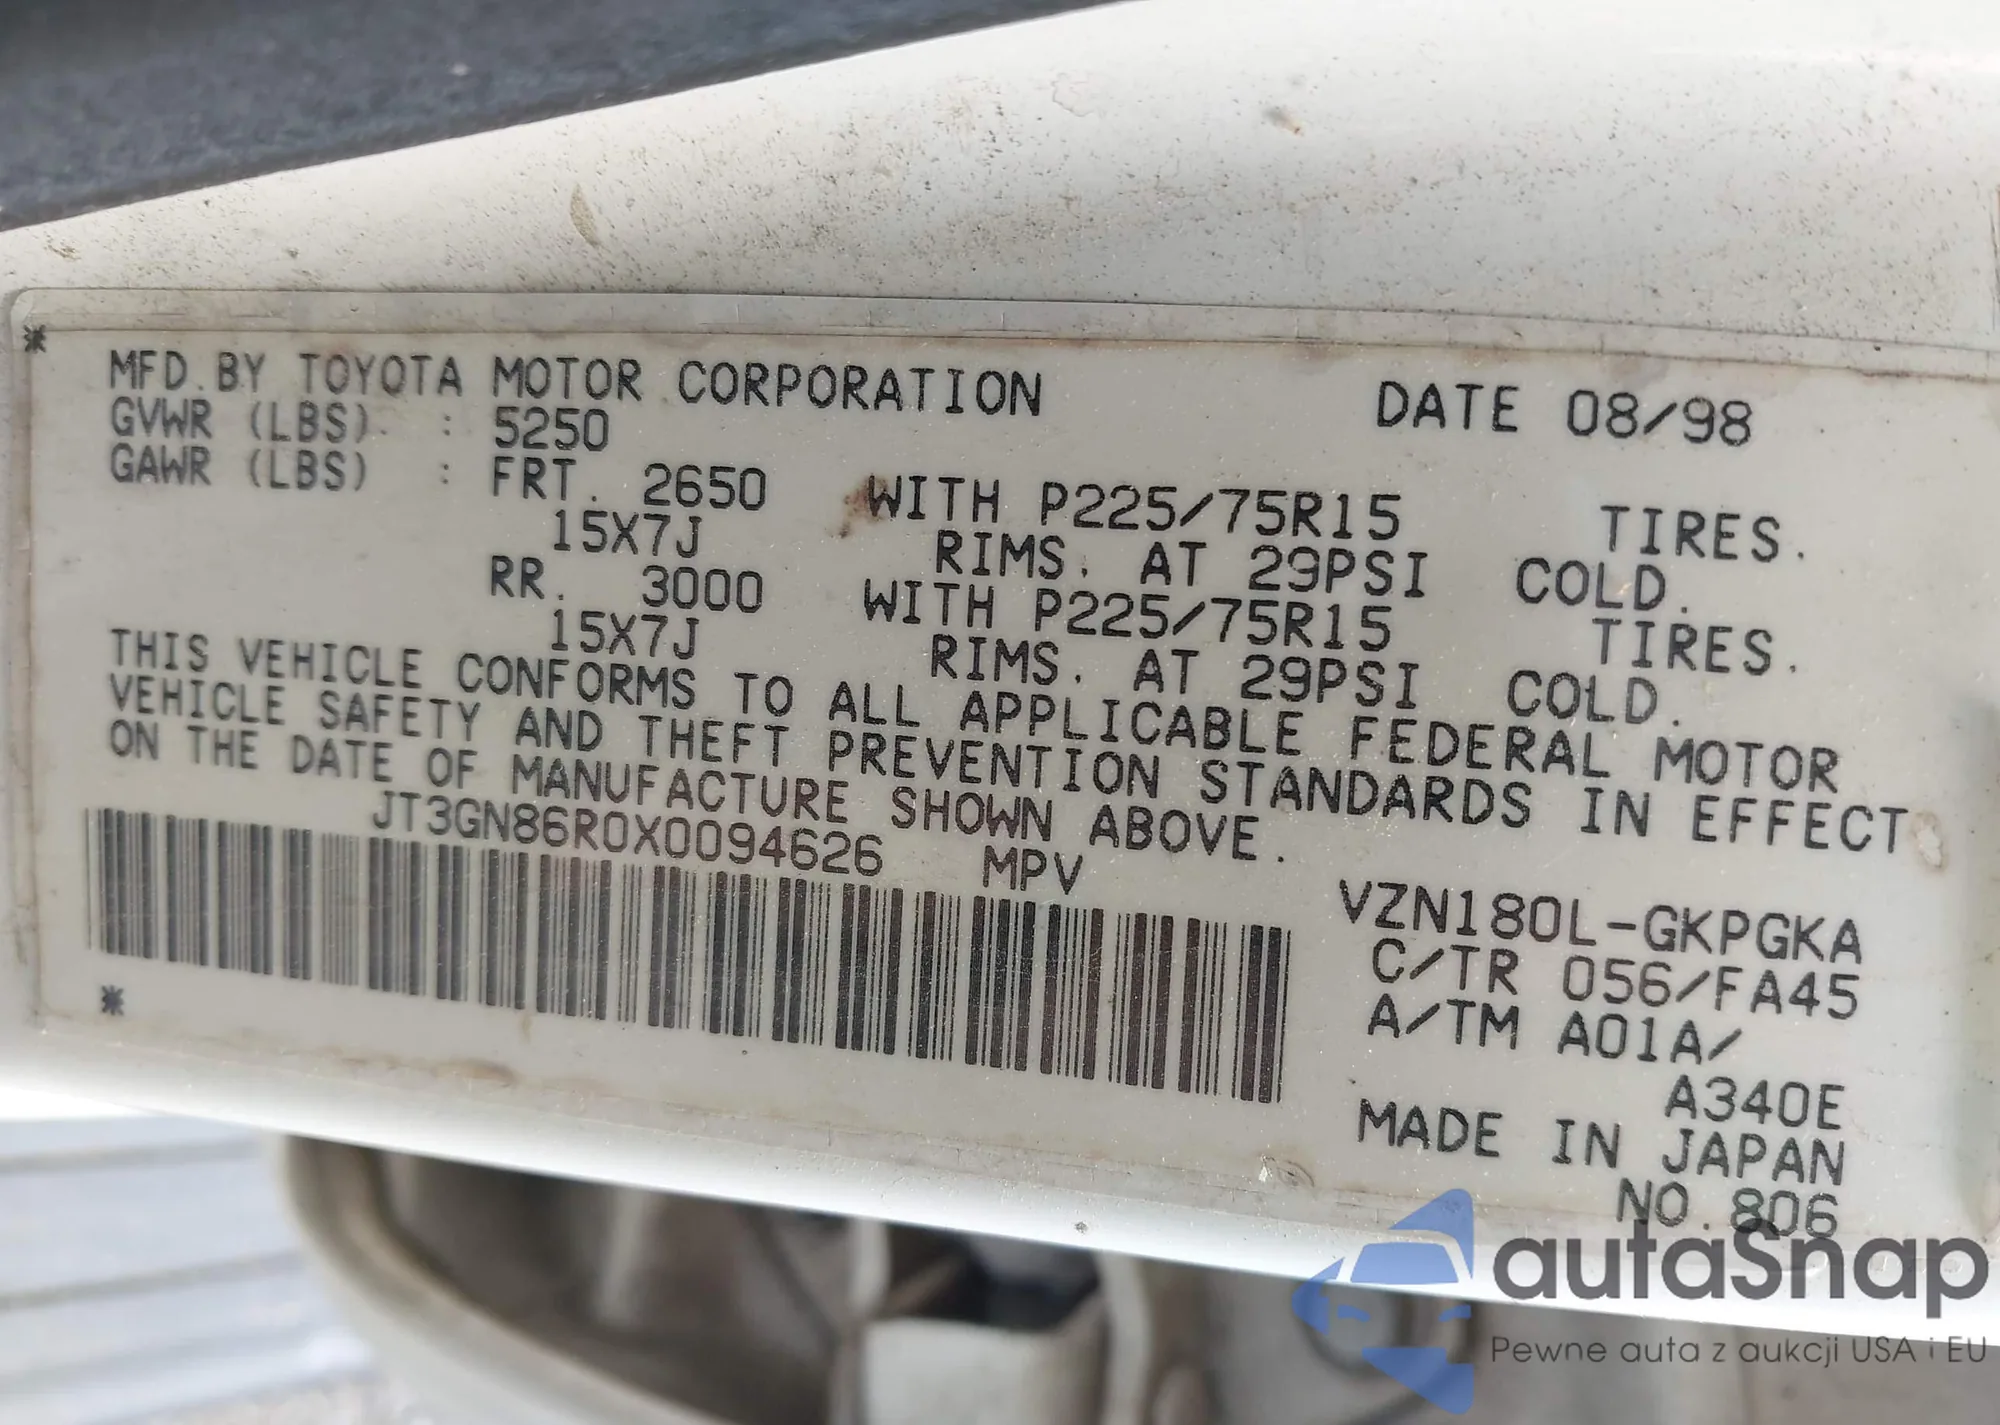 MFD.BY TOYOTA MOTOR CORPORATION DATE 08/98
GVWR (LBS). : 5250
GAWR (LBS) : FRT. 2650 WITH P225/75R15 TIRES.
15X7J RIMS. AT 29PSI COLD.
RR. 3000 WITH P225/75R15 TIRES.
15X7J RIMS. AT 29PSI COLD.
THIS VEHICLE CONFORMS TO ALL APPLICABLE FEDERAL MOTOR
VEHICLE SAFETY AND THEFT PREVENTION STANDARDS IN EFFECT
ON THE DATE OF MANUFACTURE SHOWN ABOVE.
JT3GN86R0X0094626 MPV
VZN180L-GKPGKA
C/TR 056/FA45
A/TM A01A/
A340E
MADE IN JAPAN
NO.806
autaSnap
Pewne auta z aukcji USA i EU